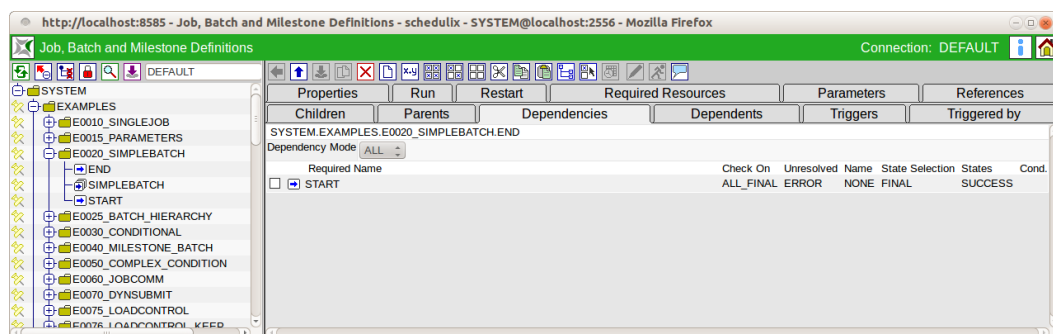 http://localhost:8585 - Job, Batch and Milestone Definitions - schedulix - SYSTEM@localhost:2556 - Mozilla Firefox
Job, Batch and Milestone Definitions
Connection: DEFAULT
DEFAULT
SYSTEM
EXAMPLES
E0010_SINGLEJOB
E0015_PARAMETERS
E0020_SIMPLEBATCH
END
SIMPLEBATCH
START
E0025_BATCH_HIERARCHY
E0030_CONDITIONAL
E0040_MILESTONE_BATCH
E0050_COMPLEX_CONDITION
E0060_JOBCOMM
E0070_DYNSUBMIT
E0075_LOADCONTROL
E0076_LOADCONTROL_KEEP
x,y
Properties Run Restart Required Resources Parameters References
Children Parents Dependencies Dependents Triggers Triggered by
SYSTEM.EXAMPLES.E0020_SIMPLEBATCH.END
Dependency Mode ALL
Required Name Check On Unresolved Name State Selection States Cond.
START ALL_FINAL ERROR NONE FINAL SUCCESS